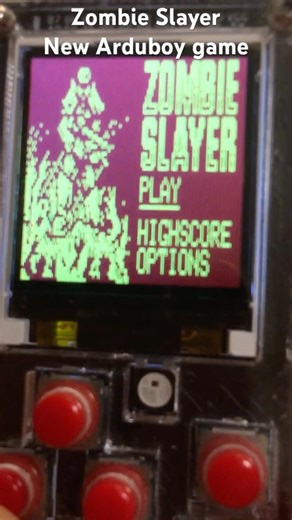 Zombie Slayer
New Arduboy game
ZOMBIE
SLAYER
PLAY
HIGHSCORE
OPTIONS